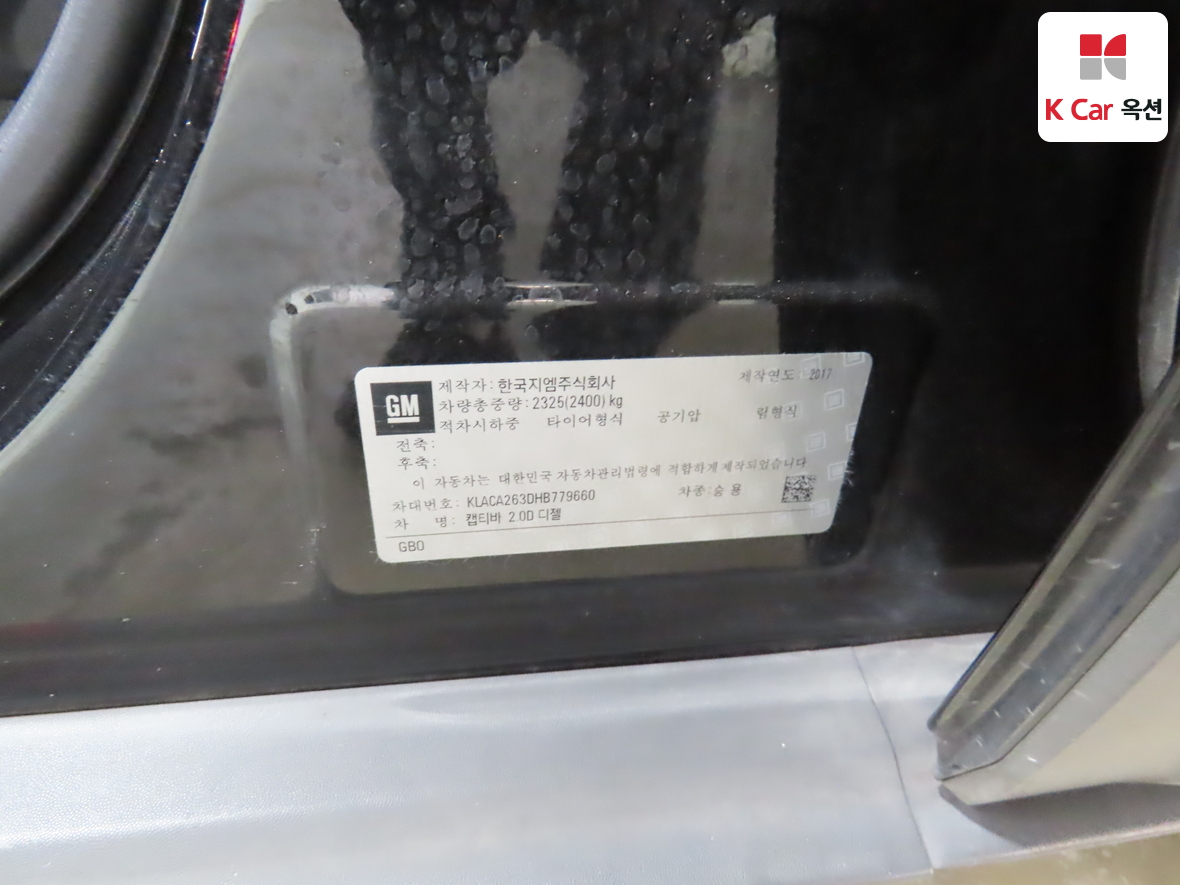 K Car 옥션
GM
제작자: 한국지엠주식회사 제작연도: 2017
차량총중량: 2325(2400) kg
적차시하중 타이어형식 공기압 림형식
전축:
후축:
이 자동차는 대한민국 자동차관리법령에 적합하게 제작되었습니다
차대번호: KLACA263DHB779660 차종:승용
차 명: 캡티바 2.0D 디젤
GB0